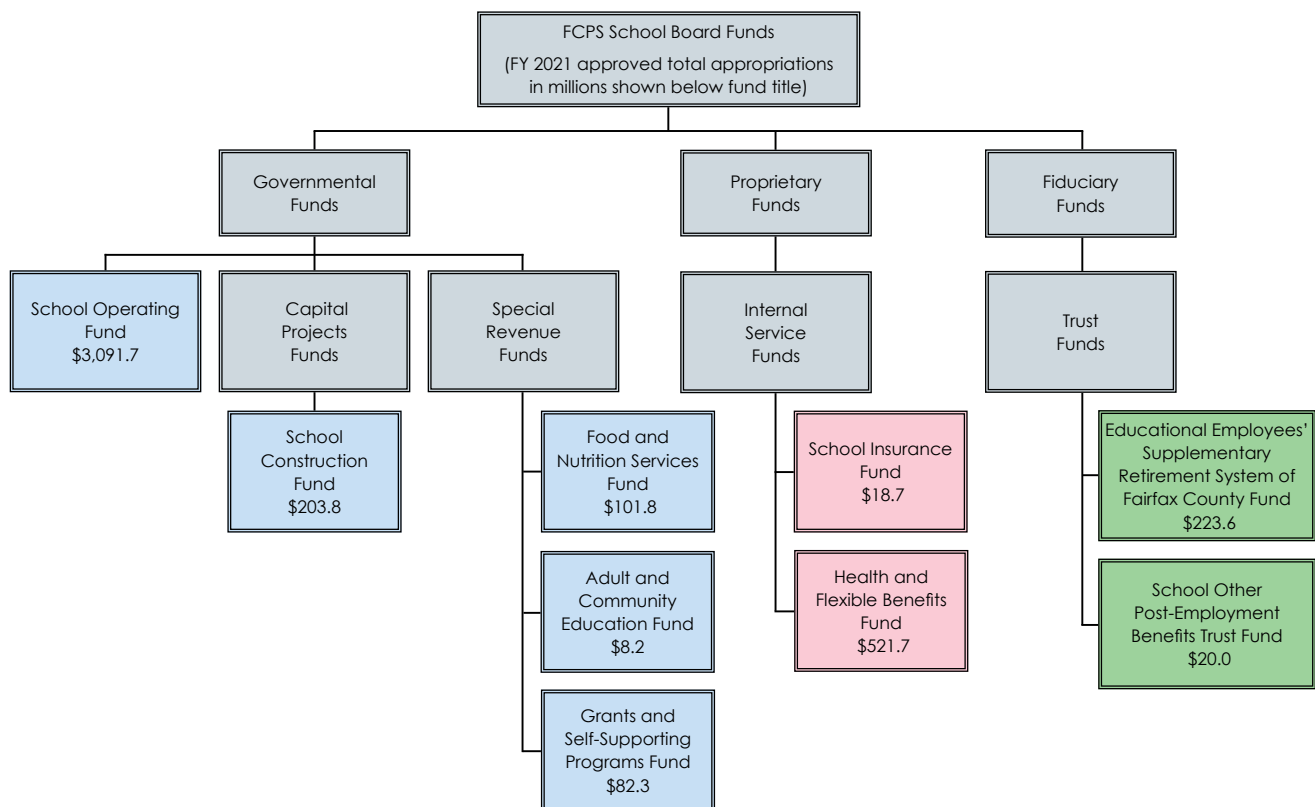 FCPS School Board Funds
(FY 2021 approved total appropriations
in millions shown below fund title)
Governmental
Funds
Proprietary
Funds
Fiduciary
Funds
School Operating
Fund
$3,091.7
Capital
Projects
Funds
Special
Revenue
Funds
Internal
Service
Funds
Trust
Funds
School
Construction
Fund
$203.8
Food and
Nutrition Services
Fund
$101.8
School Insurance
Fund
$18.7
Educational Employees’
Supplementary
Retirement System of
Fairfax County Fund
$223.6
Adult and
Community
Education Fund
$8.2
Health and
Flexible Benefits
Fund
$521.7
School Other
Post-Employment
Benefits Trust Fund
$20.0
Grants and
Self-Supporting
Programs Fund
$82.3